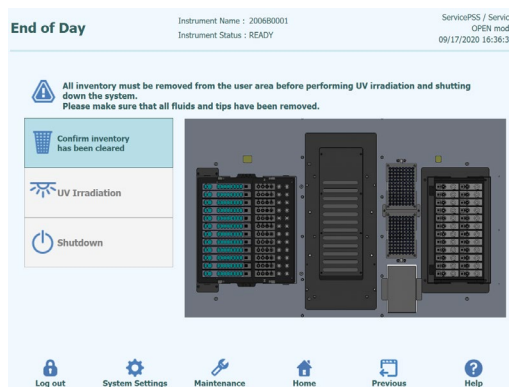 End of Day
Instrument Name : 2006B0001
Instrument Status : READY
ServicePSS / Servic
OPEN mod
09/17/2020 16:36:3
All inventory must be removed from the user area before performing UV irradiation and shutting
down the system.
Please make sure that all fluids and tips have been removed.
Confirm inventory
has been cleared
UV Irradiation
Shutdown
Log out
System Settings
Maintenance
Home
Previous
Help